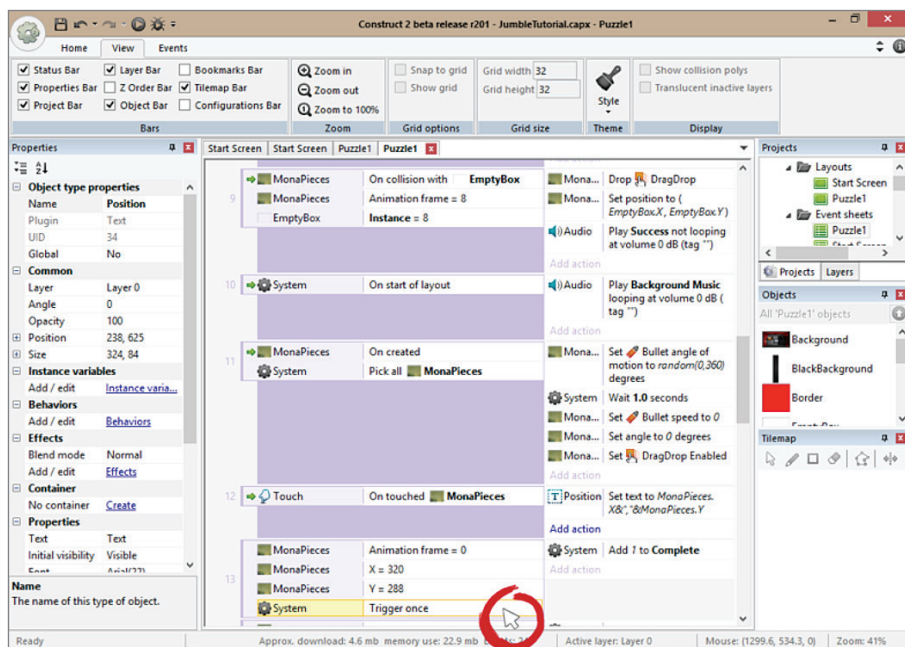 Construct 2 beta release r201 - JumbleTutorial.capx - Puzzle1
Home View Events
Status Bar Layer Bar Bookmarks Bar
Properties Bar Z Order Bar Tilemap Bar
Project Bar Object Bar Configurations Bar
Bars
Zoom in
Zoom out
Zoom to 100%
Zoom
Snap to grid
Show grid
Grid options
Grid width 32
Grid height 32
Grid size
Style
Theme
Show collision polys
Translucent inactive layers
Display
Properties
Object type properties
Name Position
Plugin Text
UID 34
Global No
Common
Layer Layer 0
Angle 0
Opacity 100
Position 238, 625
Size 324, 84
Instance variables
Add / edit Instance varia...
Behaviors
Add / edit Behaviors
Effects
Blend mode Normal
Add / edit Effects
Container
No container Create
Properties
Text Text
Initial visibility Visible
Font Arial(22)
Name
The name of this type of object.
Start Screen Start Screen Puzzle1 Puzzle1
Add action
9
MonaPieces On collision with EmptyBox
MonaPieces Animation frame = 8
EmptyBox Instance = 8
Mona... Drop DragDrop
Mona... Set position to (
EmptyBox.X, EmptyBox.Y)
Audio Play Success not looping
at volume 0 dB (tag "")
Add action
10 System On start of layout
Audio Play Background Music
looping at volume 0 dB (
tag "")
Add action
11
MonaPieces On created
System Pick all MonaPieces
Mona... Set Bullet angle of
motion to random(0,360)
degrees
System Wait 1.0 seconds
Mona... Set Bullet speed to 0
Mona... Set angle to 0 degrees
Mona... Set DragDrop Enabled
Add action
12 Touch On touched MonaPieces
T Position Set text to MonaPieces.
X&","&MonaPieces.Y
Add action
13
MonaPieces Animation frame = 0
MonaPieces X = 320
MonaPieces Y = 288
System Trigger once
System Add 1 to Complete
Add action
Projects
Layouts
Start Screen
Puzzle1
Event sheets
Puzzle1
Start Screen
Projects Layers
Objects
All 'Puzzle1' objects
Background
BlackBackground
Border
EmptyBox
Tilemap
Ready Approx. download: 4.6 mb memory use: 22.9 mb Active layer: Layer 0 Mouse: (1299.6, 534.3, 0) Zoom: 41%